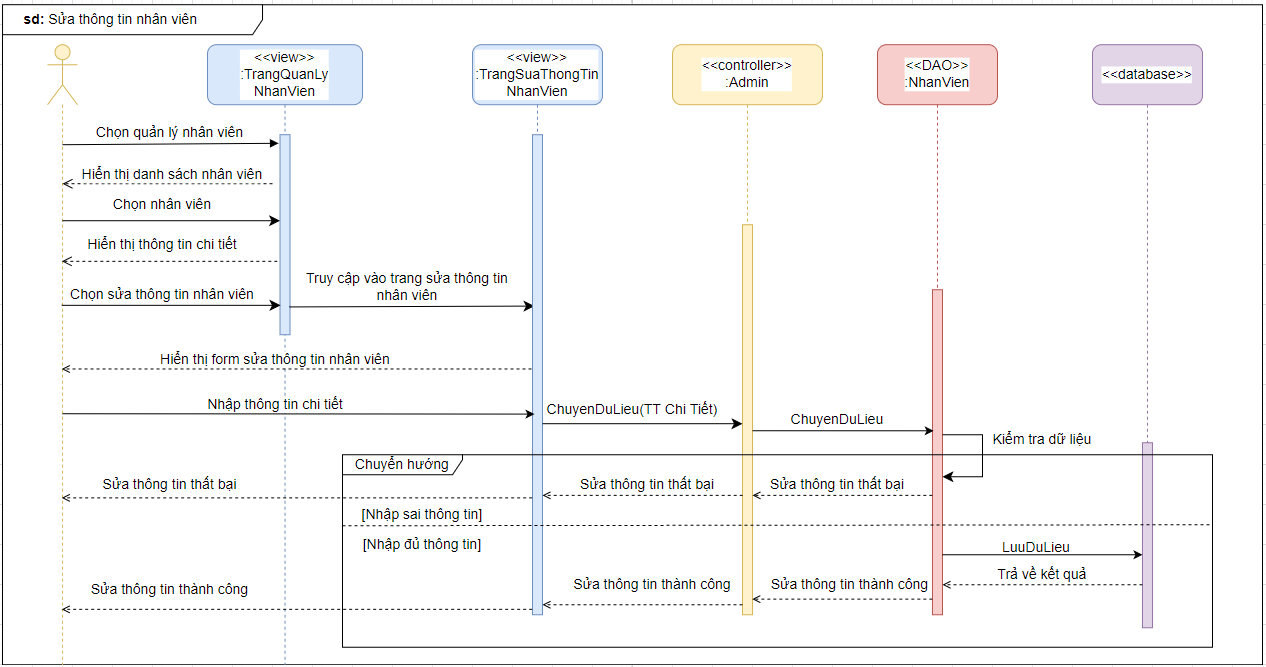 sd: Sửa thông tin nhân viên
<<view>>
:TrangQuanLy
NhanVien
<<view>>
:TrangSuaThongTin
NhanVien
<<controller>>
:Admin
<<DAO>>
:NhanVien
<<database>>
Chọn quản lý nhân viên
Hiển thị danh sách nhân viên
Chọn nhân viên
Hiển thị thông tin chi tiết
Chọn sửa thông tin nhân viên
Truy cập vào trang sửa thông tin
nhân viên
Hiển thị form sửa thông tin nhân viên
Nhập thông tin chi tiết
ChuyenDuLieu(TT Chi Tiết)
ChuyenDuLieu
Kiểm tra dữ liệu
Chuyển hướng
Sửa thông tin thất bại
Sửa thông tin thất bại
Sửa thông tin thất bại
[Nhập sai thông tin]
[Nhập đủ thông tin]
LuuDuLieu
Trả về kết quả
Sửa thông tin thành công
Sửa thông tin thành công
Sửa thông tin thành công